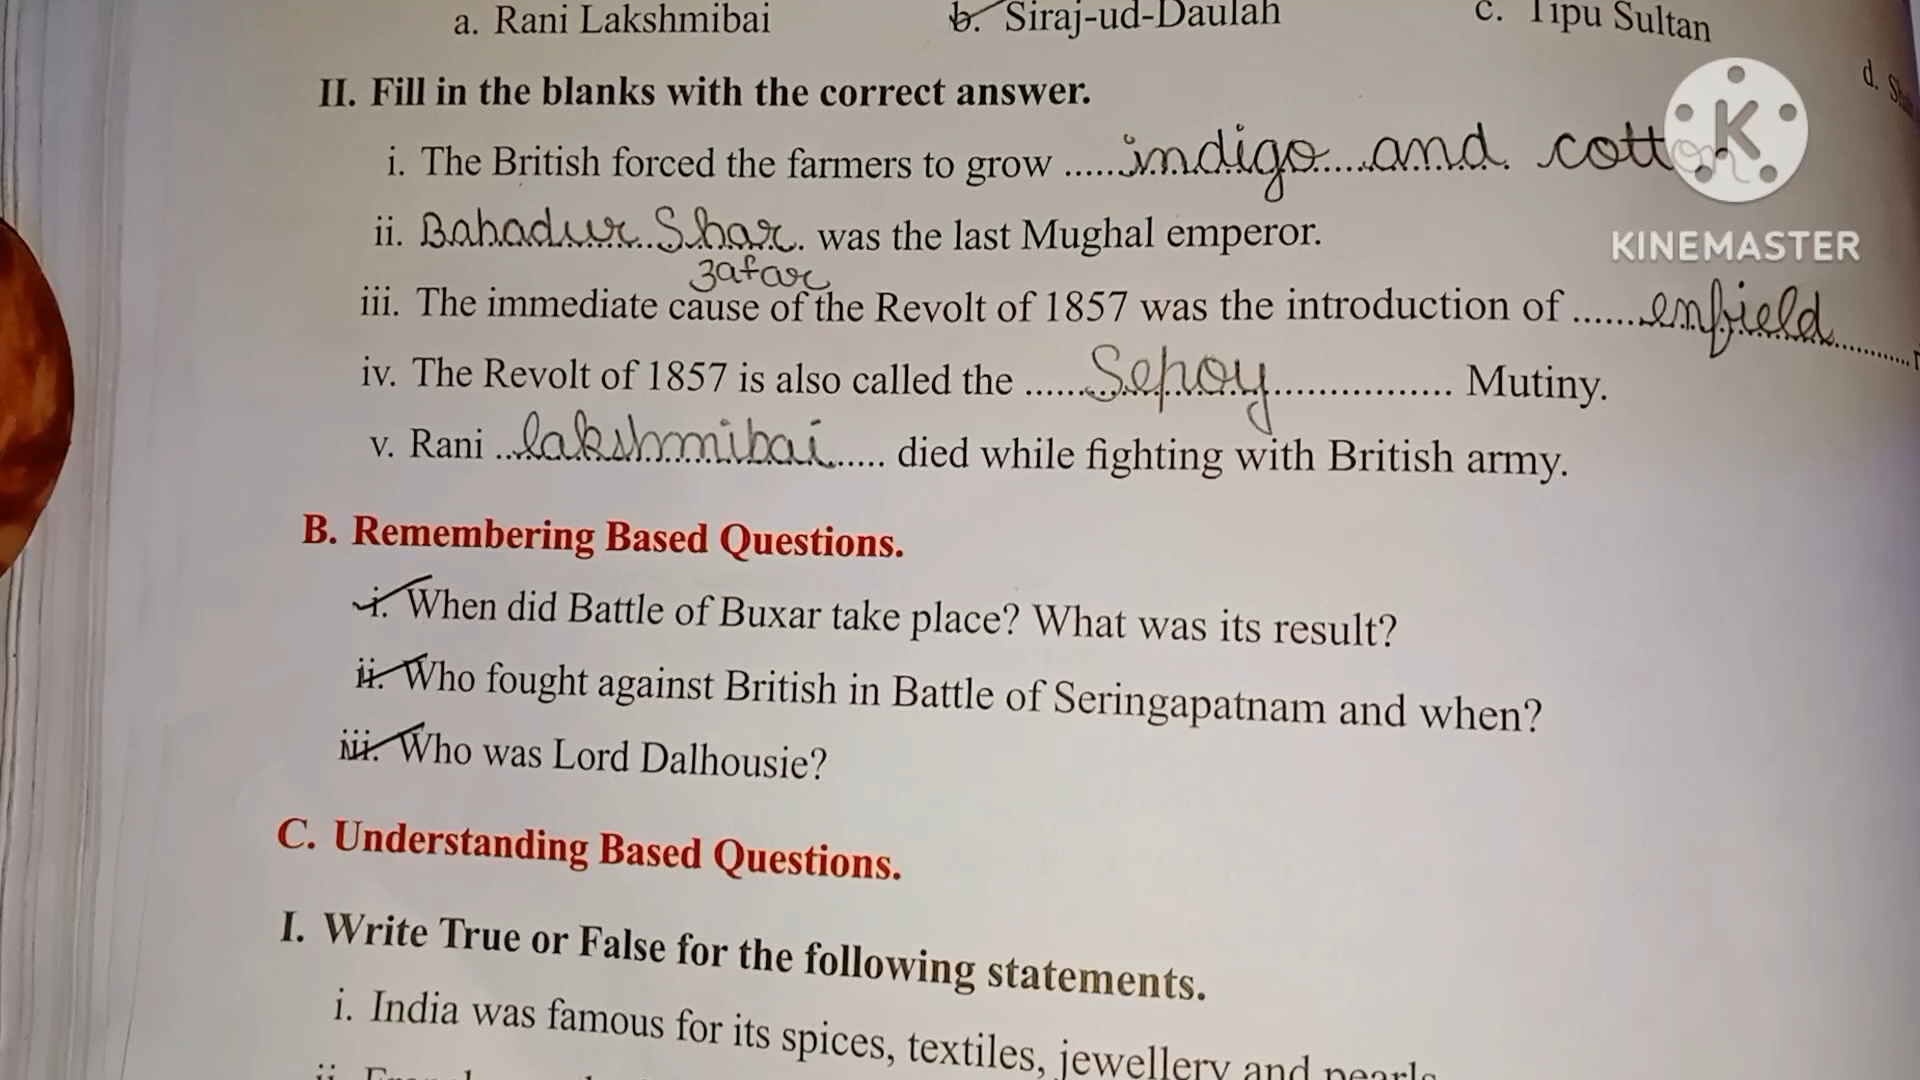 a. Rani Lakshmibai b. Siraj-ud-Daulah c. Tipu Sultan
d.
II. Fill in the blanks with the correct answer.
i. The British forced the farmers to grow .....indigo.....and cotton
K
KINEMASTER
ii. Bahadur Shar. was the last Mughal emperor.
zafar
iii. The immediate cause of the Revolt of 1857 was the introduction of ......enfield..........
iv. The Revolt of 1857 is also called the ......Sepoy................ Mutiny.
v. Rani ..lakshmibai..... died while fighting with British army.
B. Remembering Based Questions.
i. When did Battle of Buxar take place? What was its result?
ii. Who fought against British in Battle of Seringapatnam and when?
iii. Who was Lord Dalhousie?
C. Understanding Based Questions.
I. Write True or False for the following statements.
i. India was famous for its spices, textiles, jewellery and pearls
ii.